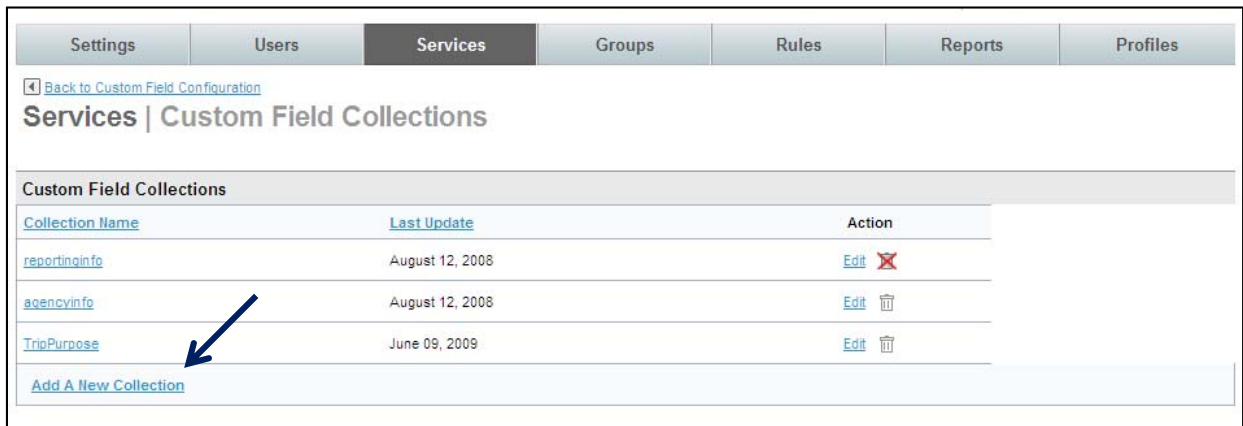 Settings Users Services Groups Rules Reports Profiles
Back to Custom Field Configuration
Services | Custom Field Collections
Custom Field Collections
Collection Name Last Update Action
reportinginfo August 12, 2008 Edit
agencyinfo August 12, 2008 Edit
TripPurpose June 09, 2009 Edit
Add A New Collection